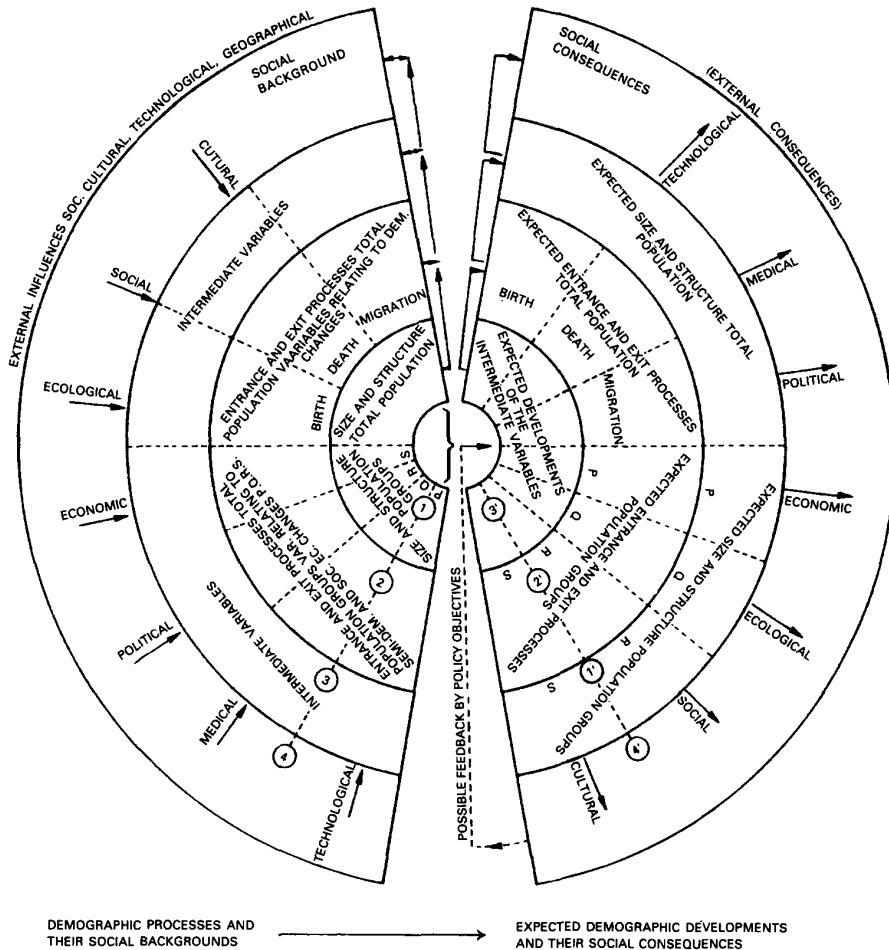 EXTERNAL INFLUENCES SOC. CULTURAL, TECHNOLOGICAL, GEOGRAPHICAL
SOCIAL
BACKGROUND
CUTURAL
SOCIAL
ECOLOGICAL
ECONOMIC
POLITICAL
MEDICAL
TECHNOLOGICAL
INTERMEDIATE VARIABLES
ENTRANCE AND EXIT PROCESSES TOTAL
POPULATION VAARIABLES RELATING TO DEM.
CHANGES
BIRTH
DEATH
MIGRATION
SIZE AND STRUCTURE
TOTAL POPULATION
SIZE AND STRUCTURE
POPULATION
GROUPS
P.Q.R.S
ENTRANCE AND EXIT PROCESSES TOTAL
POPULATION GROUPS VAR. RELATING TO
SEMI-DEM. AND SOC. EC. CHANGES P.Q.R.S.
INTERMEDIATE VARIABLES
1
2
3
4
SOCIAL
CONSEQUENCES
(EXTERNAL CONSEQUENCES)
TECHNOLOGICAL
MEDICAL
POLITICAL
ECONOMIC
ECOLOGICAL
SOCIAL
CULTURAL
EXPECTED SIZE AND STRUCTURE TOTAL
POPULATION
EXPECTED ENTRANCE AND EXIT PROCESSES
TOTAL POPULATION
BIRTH
DEATH
MIGRATION
EXPECTED DEVELOPMENTS
OF THE
INTERMEDIATE VARIABLES
P
Q
R
S
EXPECTED ENTRANCE AND EXIT PROCESSES
POPULATION GROUPS
P
Q
R
S
EXPECTED SIZE AND STRUCTURE POPULATION GROUPS
3'
2'
1'
4'
POSSIBLE FEEDBACK BY POLICY OBJECTIVES
DEMOGRAPHIC PROCESSES AND
THEIR SOCIAL BACKGROUNDS
EXPECTED DEMOGRAPHIC DEVELOPMENTS
AND THEIR SOCIAL CONSEQUENCES